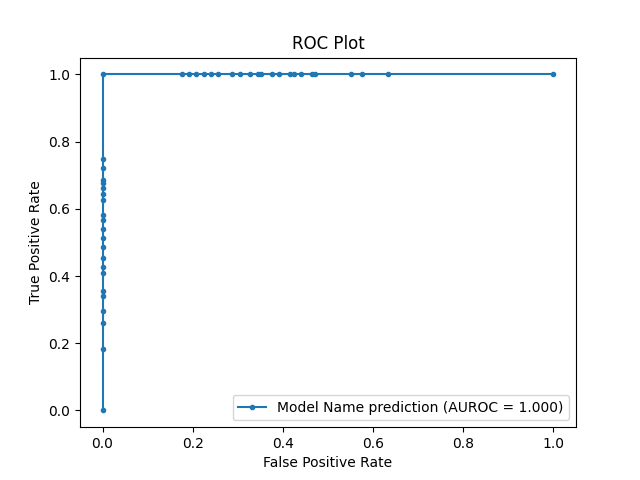 ROC Plot
1.0
0.8
0.6
0.4
0.2
0.0
True Positive Rate
Model Name prediction (AUROC = 1.000)
0.0 0.2 0.4 0.6 0.8 1.0
False Positive Rate